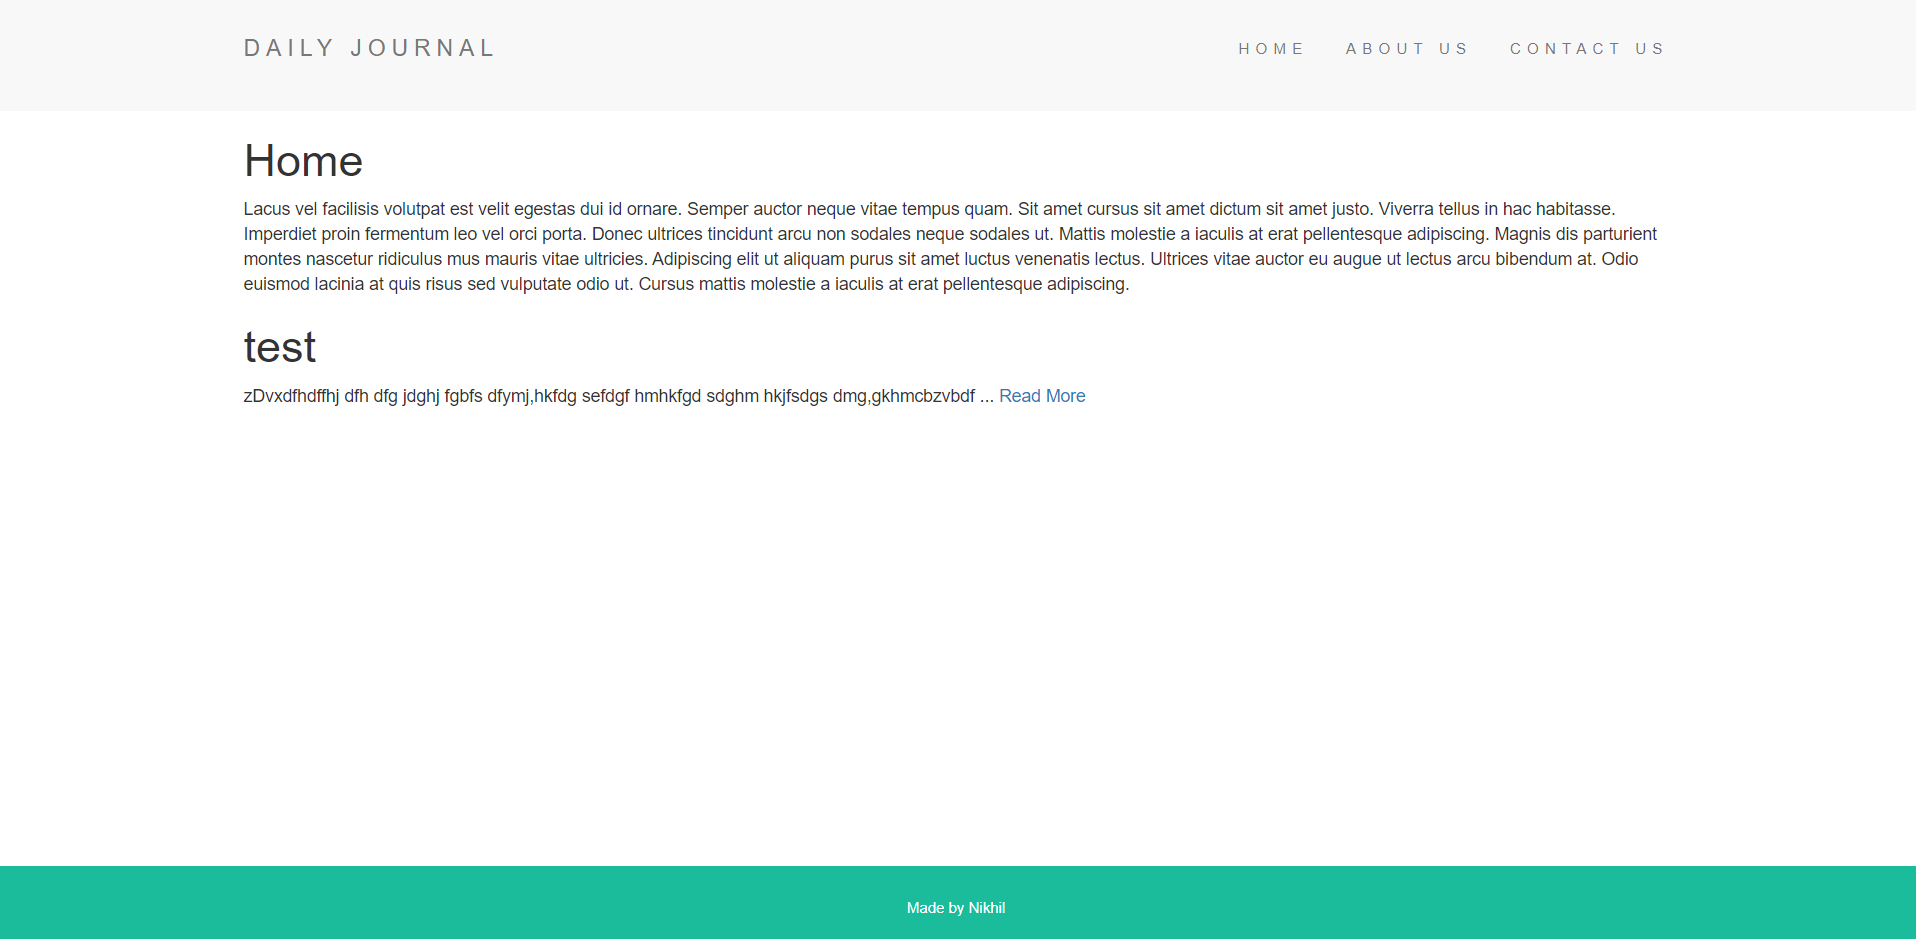 DAILY JOURNAL
HOME ABOUT US CONTACT US
Home
Lacus vel facilisis volutpat est velit egestas dui id ornare. Semper auctor neque vitae tempus quam. Sit amet cursus sit amet dictum sit amet justo. Viverra tellus in hac habitasse.
Imperdiet proin fermentum leo vel orci porta. Donec ultrices tincidunt arcu non sodales neque sodales ut. Mattis molestie a iaculis at erat pellentesque adipiscing. Magnis dis parturient
montes nascetur ridiculus mus mauris vitae ultricies. Adipiscing elit ut aliquam purus sit amet luctus venenatis lectus. Ultrices vitae auctor eu augue ut lectus arcu bibendum at. Odio
euismod lacinia at quis risus sed vulputate odio ut. Cursus mattis molestie a iaculis at erat pellentesque adipiscing.
test
zDvxdfhdffhj dfh dfg jdghj fgbfs dfymj,hkfdg sefdgf hmhkfgd sdghm hkjfsdgs dmg,gkhmcbzvbdf ... Read More
Made by Nikhil